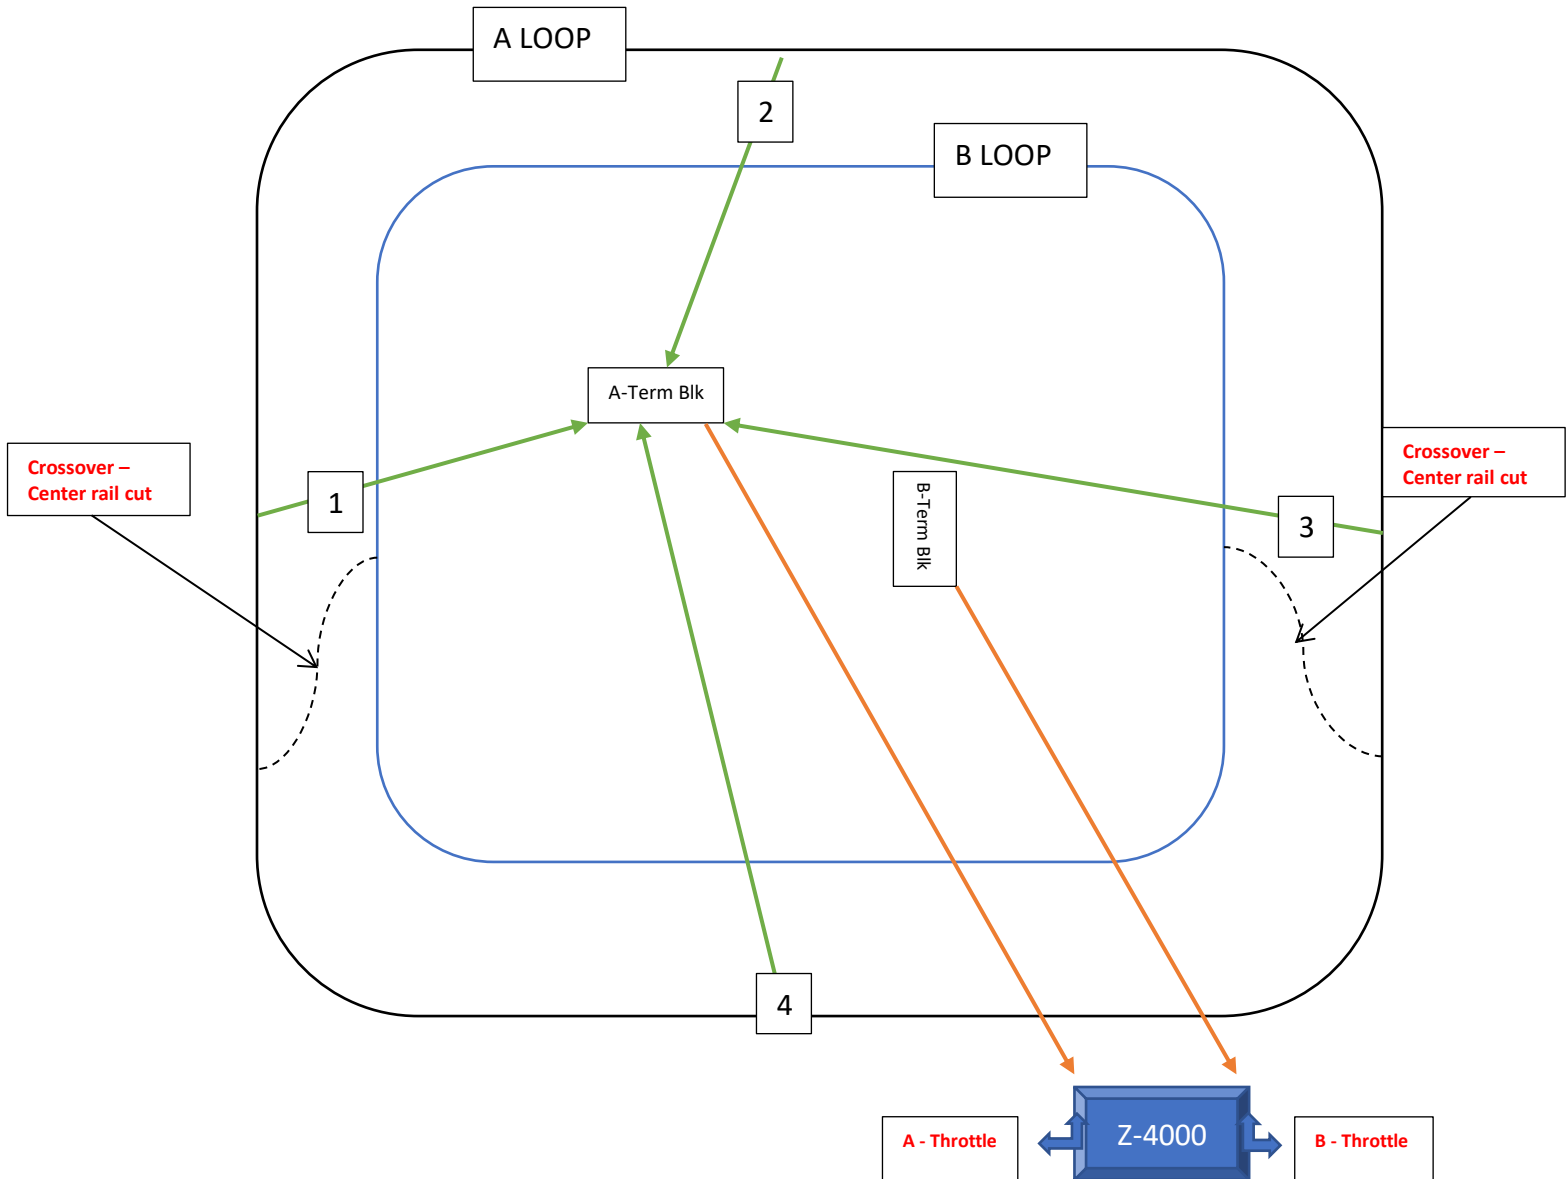 A LOOP
2
B LOOP
A-Term Blk
Crossover –
Center rail cut
Crossover –
Center rail cut
1
B-Term Blk
3
4
A - Throttle
Z-4000
B - Throttle